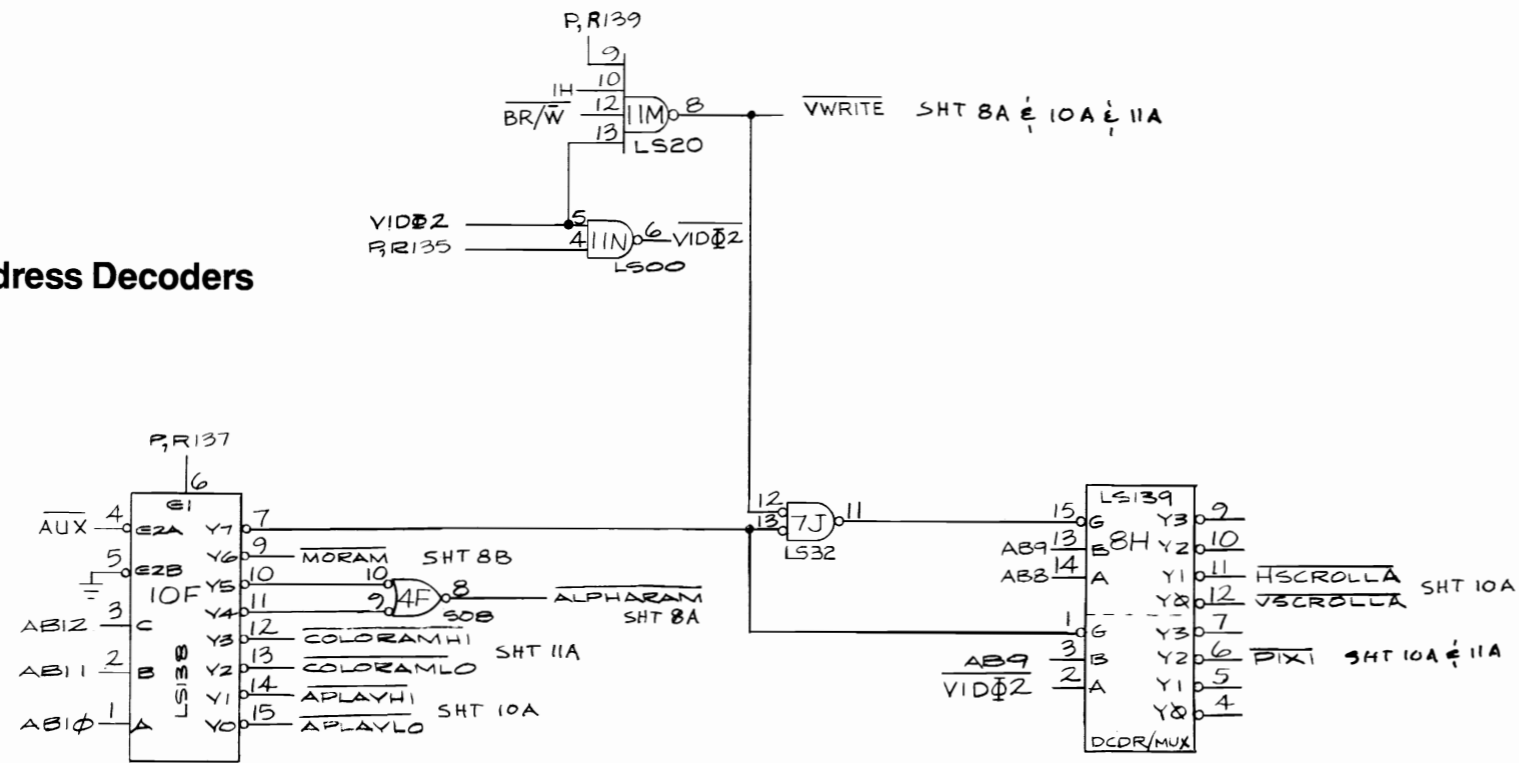 P,R139
9
1H 10
BR/W 12 11M 8 VWRITE SHT 8A & 10A & 11A
13
LS20
VIDΦ2 5
P,R135 4 11N 6 VIDΦ2
LS00
dress Decoders
P,R137
6
E1
AUX 4 E2A Y7 7
5 E2B Y6 9 MORAM SHT 8B
10F
Y5 10 10
Y4 11 9 4F 8 ALPHARAM
S08 SHT 8A
AB12 3 C Y3 12 COLORAMHI
SHT 11A
AB11 2 B Y2 13 COLORAMLO
LS138
Y1 14 APLAYHI
SHT 10A
AB10 1 A Y0 15 APLAYLO
12
13 7J 11
LS32
LS139
15 G Y3 9
AB9 13 B 8H Y2 10
AB8 14 A Y1 11 HSCROLLA
SHT 10A
Y0 12 VSCROLLA
1 G Y3 7
AB9 3 B Y2 6 PIX1 SHT 10A & 11A
VIDΦ2 2 A Y1 5
Y0 4
DCDR/MUX